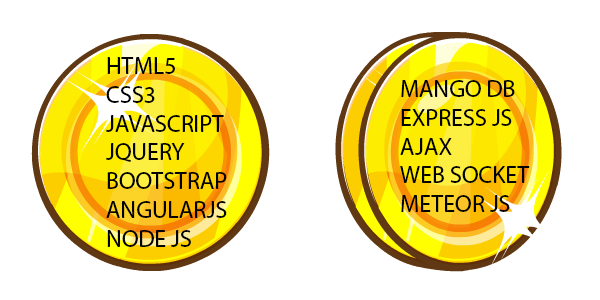 HTML5
CSS3
JAVASCRIPT
JQUERY
BOOTSTRAP
ANGULARJS
NODE JS
MANGO DB
EXPRESS JS
AJAX
WEB SOCKET
METEOR JS